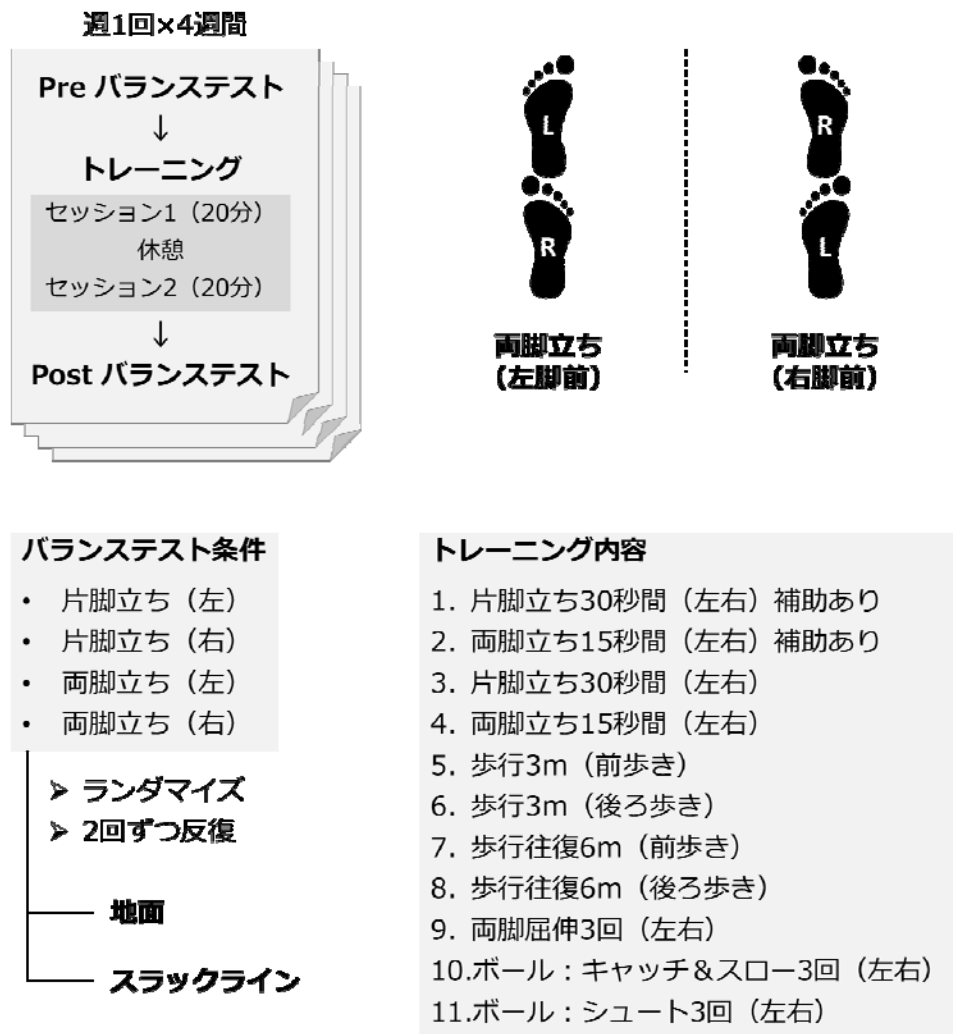 週1回×4週間
Pre バランステスト
↓
トレーニング
セッション1（20分）
休憩
セッション2（20分）
↓
Post バランステスト
L
R
両脚立ち
(左脚前)
R
L
両脚立ち
(右脚前)
バランステスト条件
• 片脚立ち（左）
• 片脚立ち（右）
• 両脚立ち（左）
• 両脚立ち（右）
➢ ランダマイズ
➢ 2回ずつ反復
地面
スラックライン
トレーニング内容
1. 片脚立ち30秒間（左右）補助あり
2. 両脚立ち15秒間（左右）補助あり
3. 片脚立ち30秒間（左右）
4. 両脚立ち15秒間（左右）
5. 歩行3m（前歩き）
6. 歩行3m（後ろ歩き）
7. 歩行往復6m（前歩き）
8. 歩行往復6m（後ろ歩き）
9. 両脚屈伸3回（左右）
10.ボール：キャッチ＆スロー3回（左右）
11.ボール：シュート3回（左右）